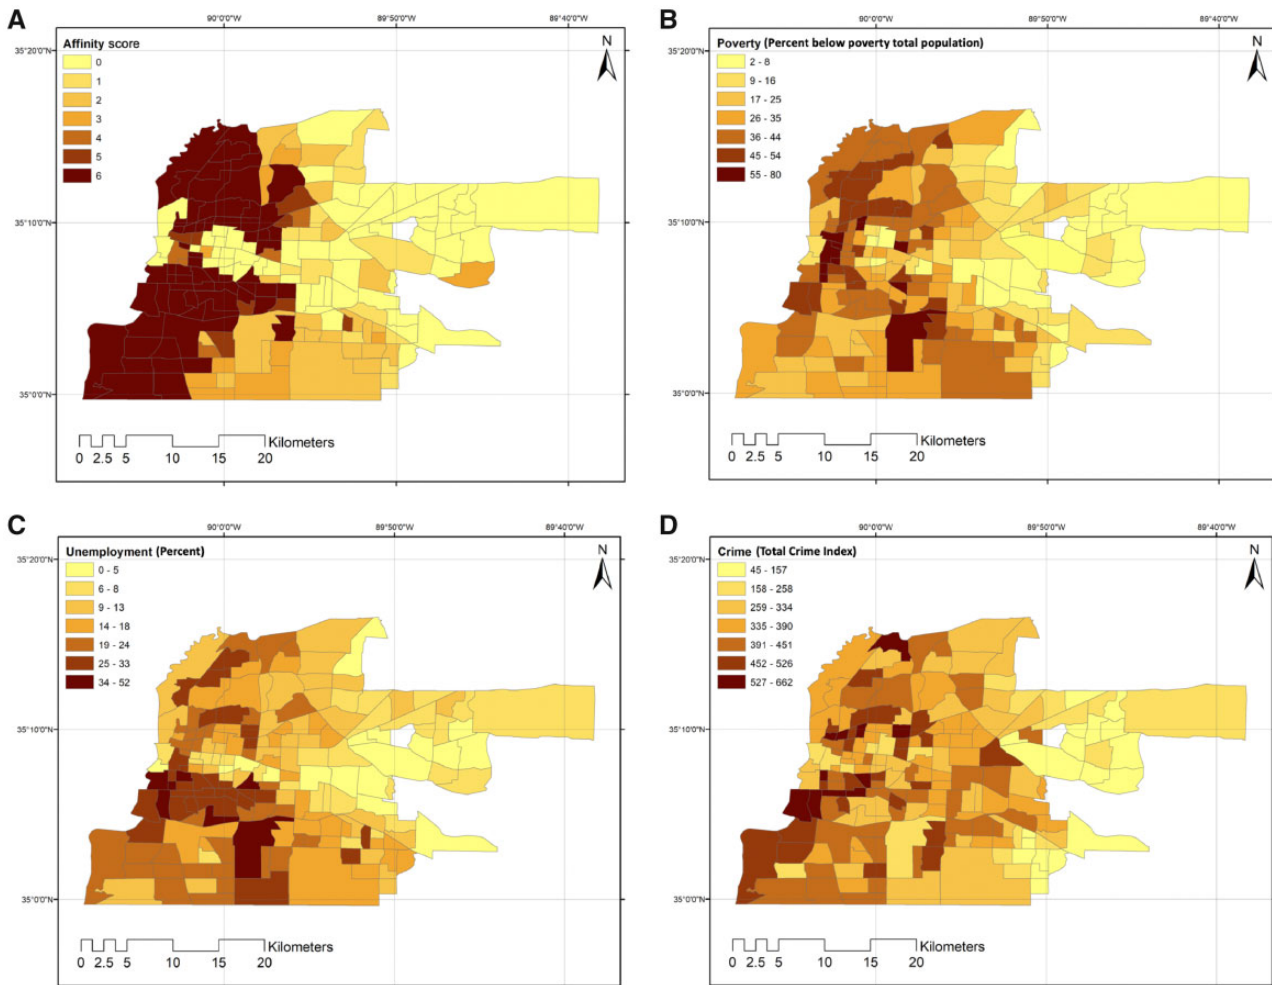 A
90°0'0"W 89°50'0"W 89°40'0"W
35°20'0"N
35°10'0"N
35°0'0"N
Affinity score
0
1
2
3
4
5
6
N
Kilometers
0 2.5 5 10 15 20
B
90°0'0"W 89°50'0"W 89°40'0"W
35°20'0"N
35°10'0"N
35°0'0"N
Poverty (Percent below poverty total population)
2 - 8
9 - 16
17 - 25
26 - 35
36 - 44
45 - 54
55 - 80
N
Kilometers
0 2.5 5 10 15 20
C
90°0'0"W 89°50'0"W 89°40'0"W
35°20'0"N
35°10'0"N
35°0'0"N
Unemployment (Percent)
0 - 5
6 - 8
9 - 13
14 - 18
19 - 24
25 - 33
34 - 52
N
Kilometers
0 2.5 5 10 15 20
D
90°0'0"W 89°50'0"W 89°40'0"W
35°20'0"N
35°10'0"N
35°0'0"N
Crime (Total Crime Index)
45 - 157
158 - 258
259 - 334
335 - 390
391 - 451
452 - 526
527 - 662
N
Kilometers
0 2.5 5 10 15 20